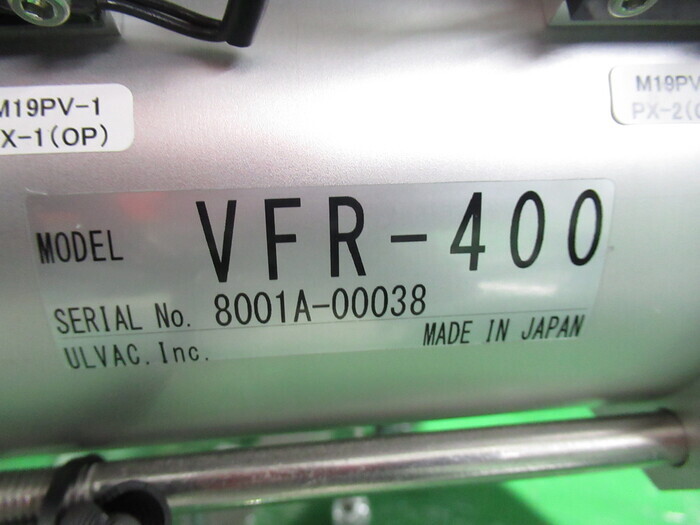 M19PV-1
X-1(OP)
M19PV
PX-2(
MODEL VFR-400
SERIAL No. 8001A-00038
ULVAC.Inc. MADE IN JAPAN